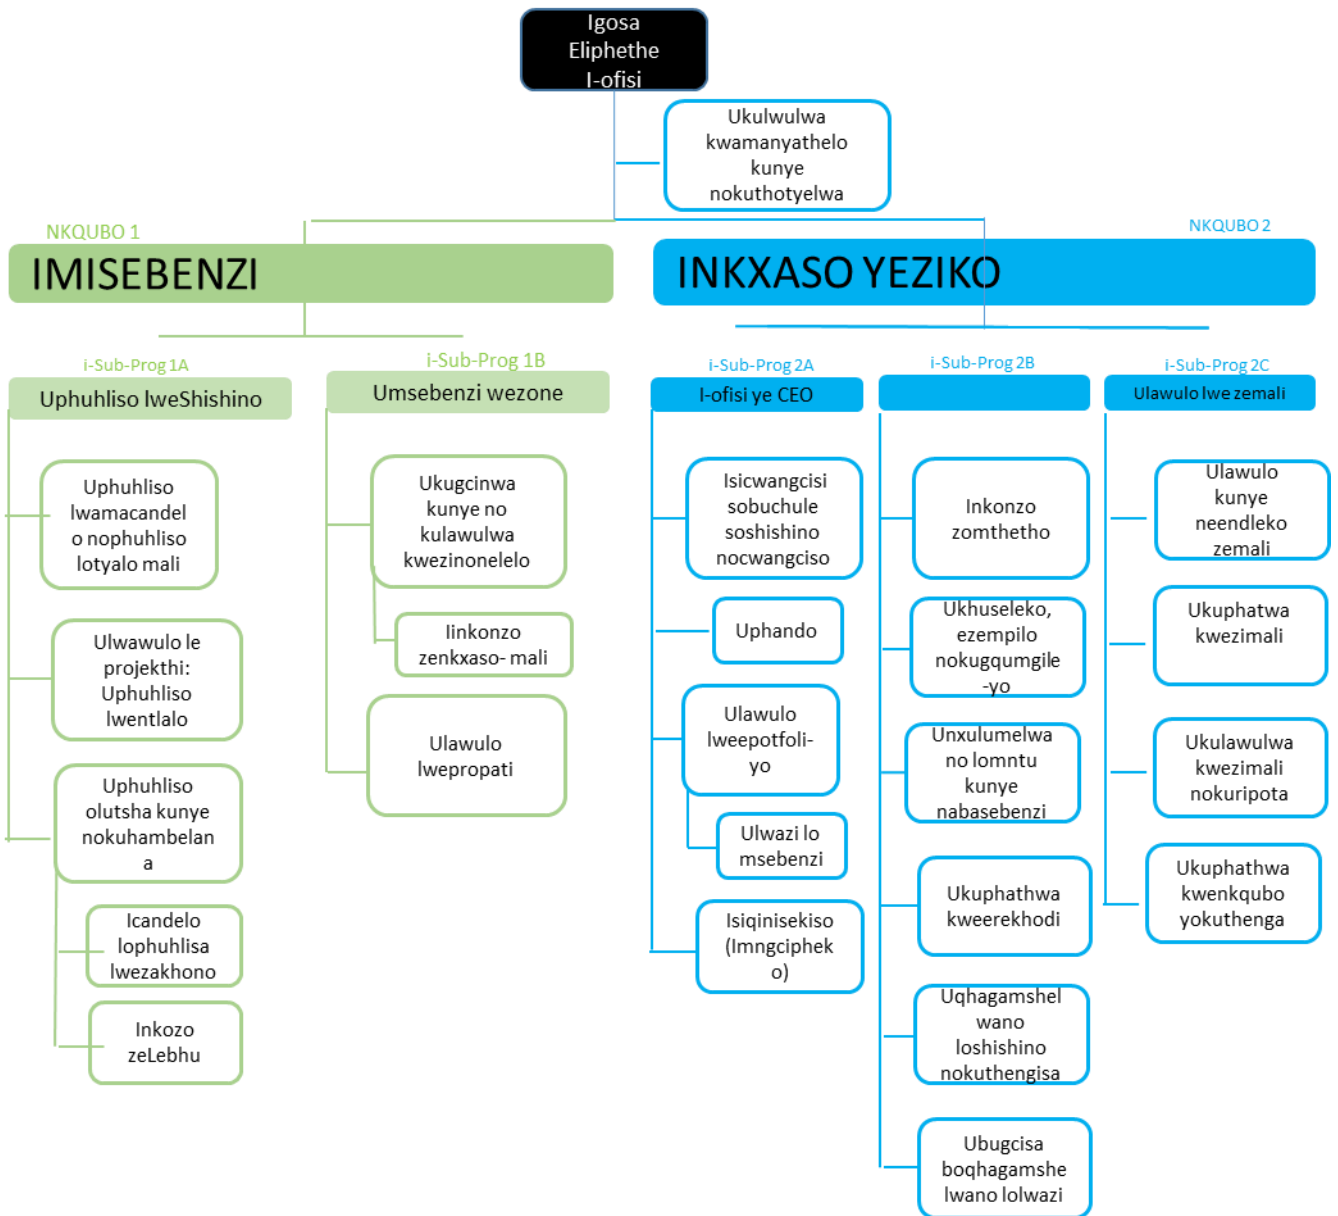 Igosa
Eliphethe
I-ofisi
Ukulwulwa
kwamanyathelo
kunye
nokuthotyelwa
NKQUBO 1
IMISEBENZI
NKQUBO 2
INKXASO YEZIKO
i-Sub-Prog 1A
Uphuhliso lweShishino
Uphuhliso
lwamacandel
o nophuhliso
lotyalo mali
Ulwawulo le
projekthi:
Uphuhliso
lwentlalo
Uphuhliso
olutsha kunye
nokuhambelan
a
Icandelo
lophuhlisa
lwezakhono
Inkozo
zeLebhu
i-Sub-Prog 1B
Umsebenzi wezone
Ukugcinwa
kunye no
kulawulwa
kwezinonelelo
Iinkonzo
zenkxaso- mali
Ulawulo
lwepropati
i-Sub-Prog 2A
I-ofisi ye CEO
Isicwangcisi
sobuchule
soshishino
nocwangciso
Uphando
Ulawulo
lweepotfoli-
yo
Ulwazi lo
msebenzi
Isiqinisekiso
(Imngciphek
o)
i-Sub-Prog 2B
Inkonzo
zomthetho
Ukhuseleko,
ezempilo
nokugqumgile
-yo
Unxulumelwa
no lomntu
kunye
nabasebenzi
Ukuphathwa
kweerekhodi
Uqhagamshel
wano
loshishino
nokuthengisa
Ubugcisa
boqhagamshe
lwano lolwazi
i-Sub-Prog 2C
Ulawulo lwe zemali
Ulawulo
kunye
neendleko
zemali
Ukuphatwa
kwezimali
Ukulawulwa
kwezimali
nokuripota
Ukuphathwa
kwenkqubo
yokuthenga